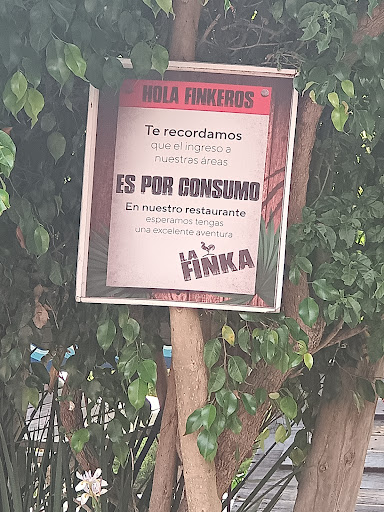 HOLA FINKEROS
Te recordamos
que el ingreso a
nuestras áreas
ES POR CONSUMO
En nuestro restaurante
esperamos tengas
una excelente aventura
LA
FINKA